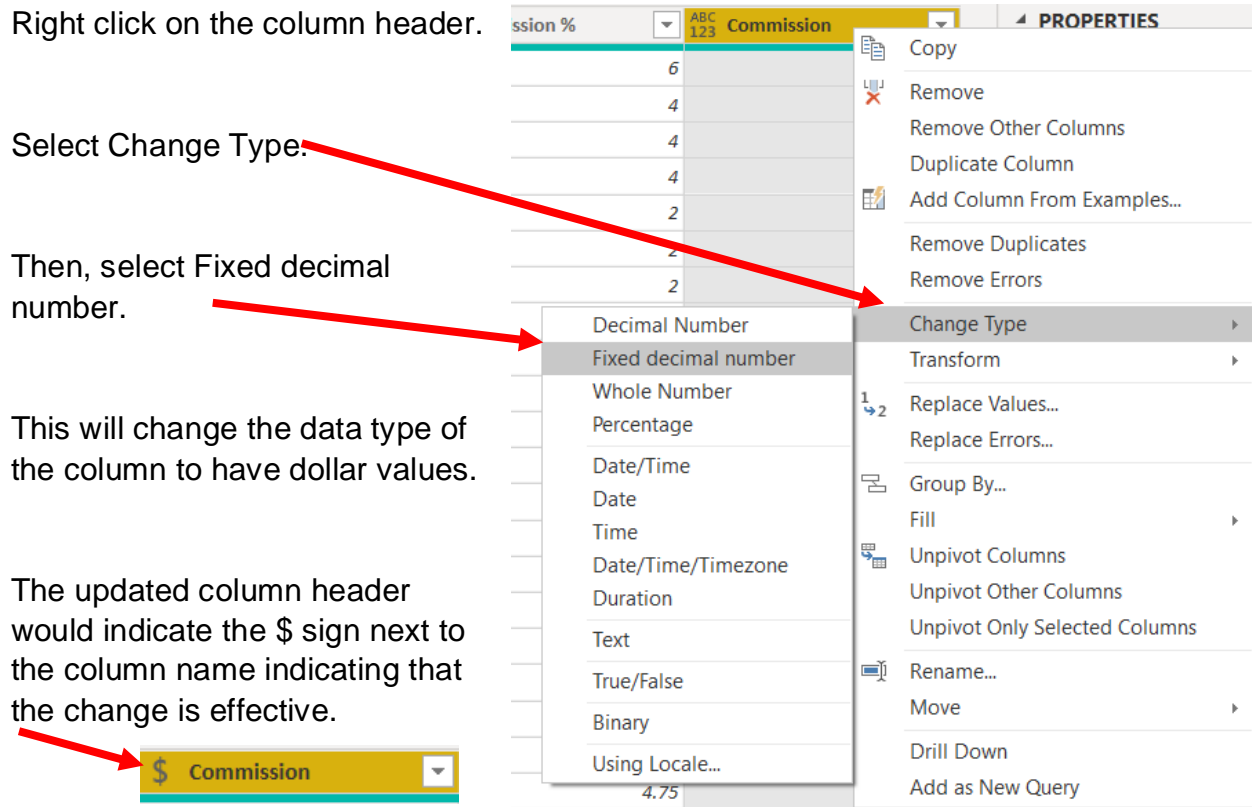 Right click on the column header.
Select Change Type.
Then, select Fixed decimal
number.
This will change the data type of
the column to have dollar values.
The updated column header
would indicate the $ sign next to
the column name indicating that
the change is effective.
$ Commission
ssion %
ABC
123 Commission
PROPERTIES
6
4
4
4
2
2
2
4.75
Copy
Remove
Remove Other Columns
Duplicate Column
Add Column From Examples...
Remove Duplicates
Remove Errors
Change Type
Transform
1
2
Replace Values...
Replace Errors...
Group By...
Fill
Unpivot Columns
Unpivot Other Columns
Unpivot Only Selected Columns
Rename...
Move
Drill Down
Add as New Query
Decimal Number
Fixed decimal number
Whole Number
Percentage
Date/Time
Date
Time
Date/Time/Timezone
Duration
Text
True/False
Binary
Using Locale...